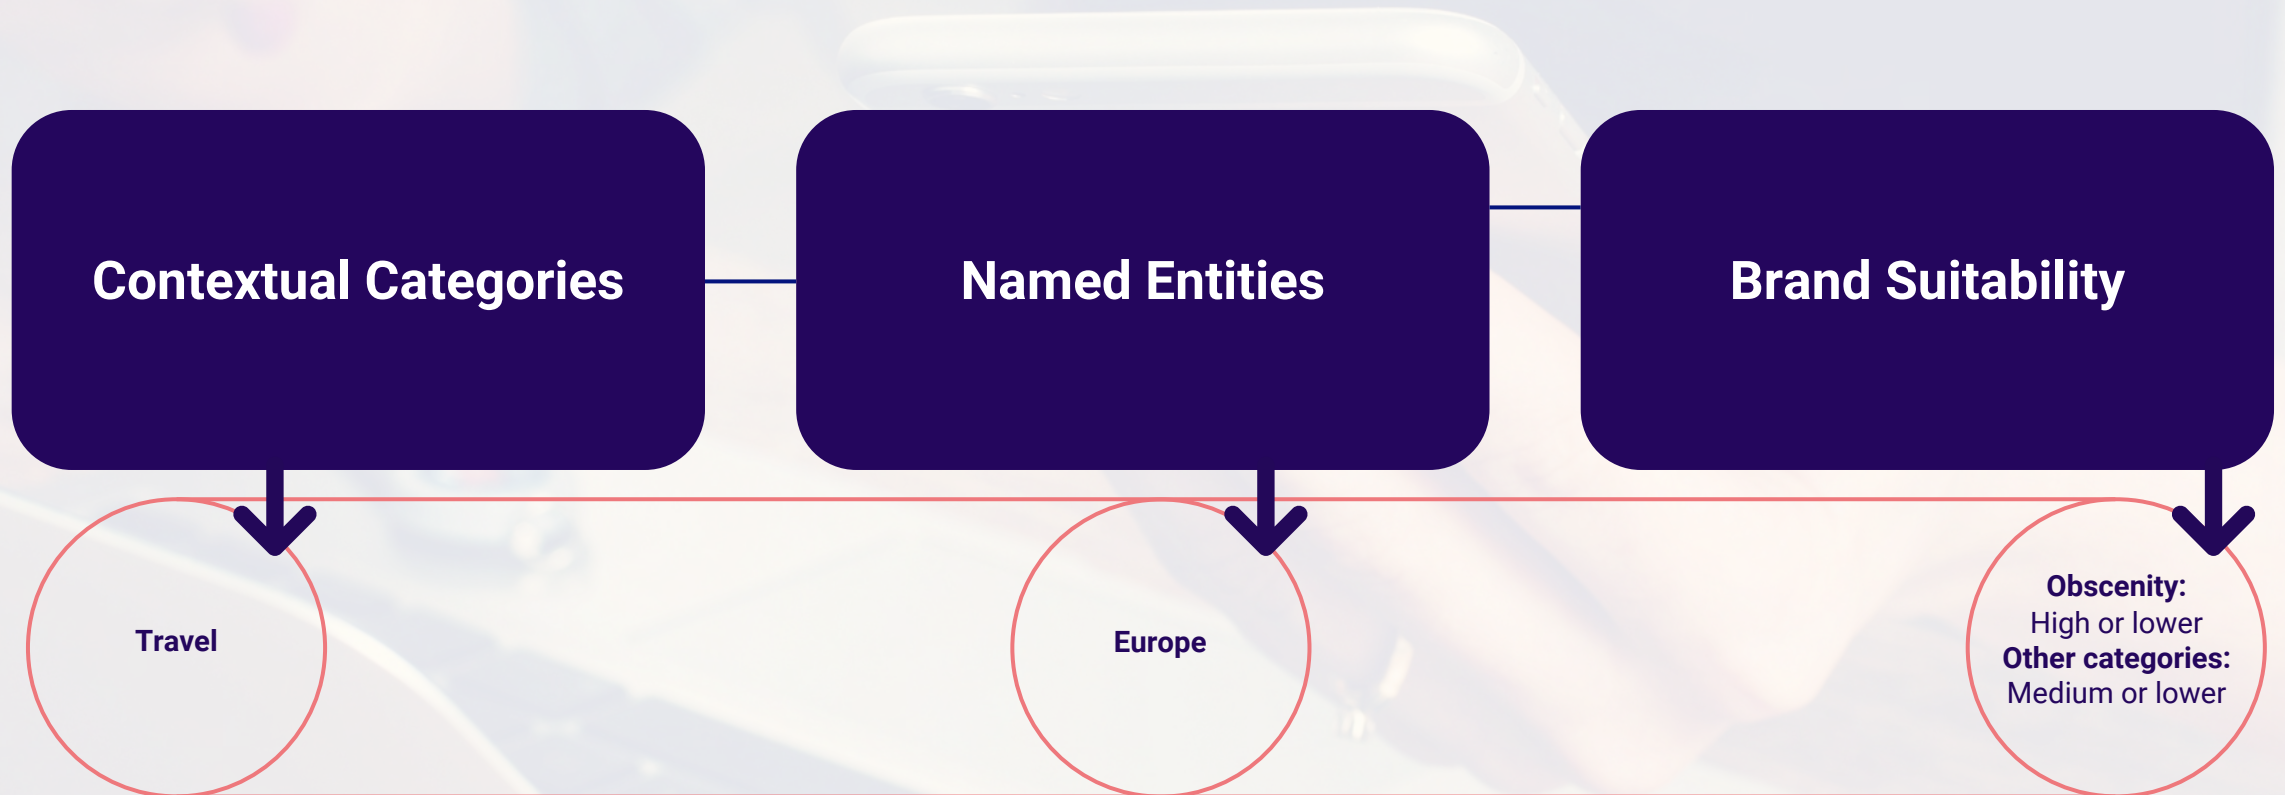 Contextual Categories
Named Entities
Brand Suitability
Travel
Europe
Obscenity:
High or lower
Other categories:
Medium or lower